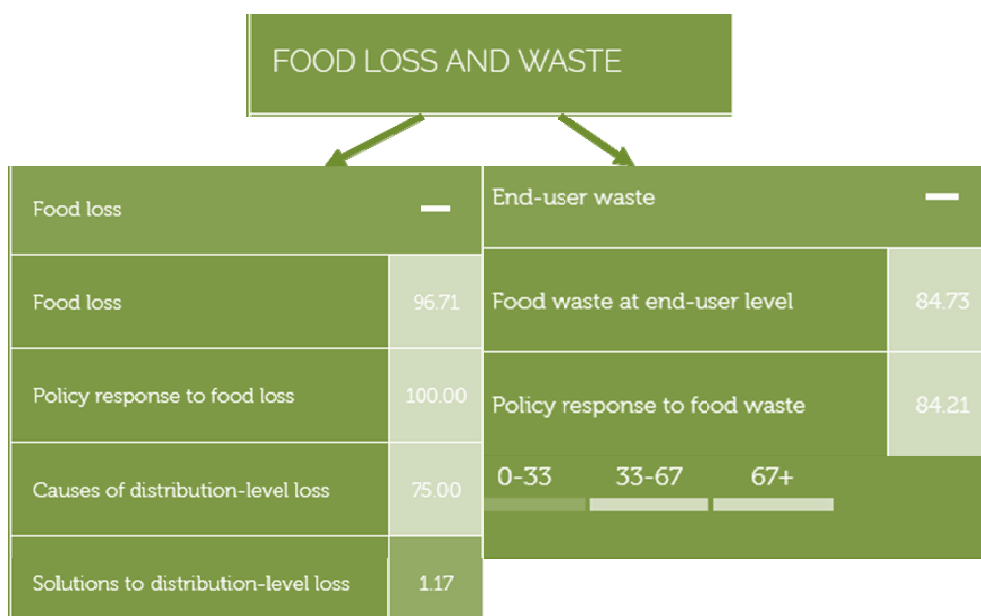 FOOD LOSS AND WASTE
Food loss
Food loss 96.71
Policy response to food loss 100.00
Causes of distribution-level loss 75.00
Solutions to distribution-level loss 1.17
End-user waste
Food waste at end-user level 84.73
Policy response to food waste 84.21
0-33 33-67 67+